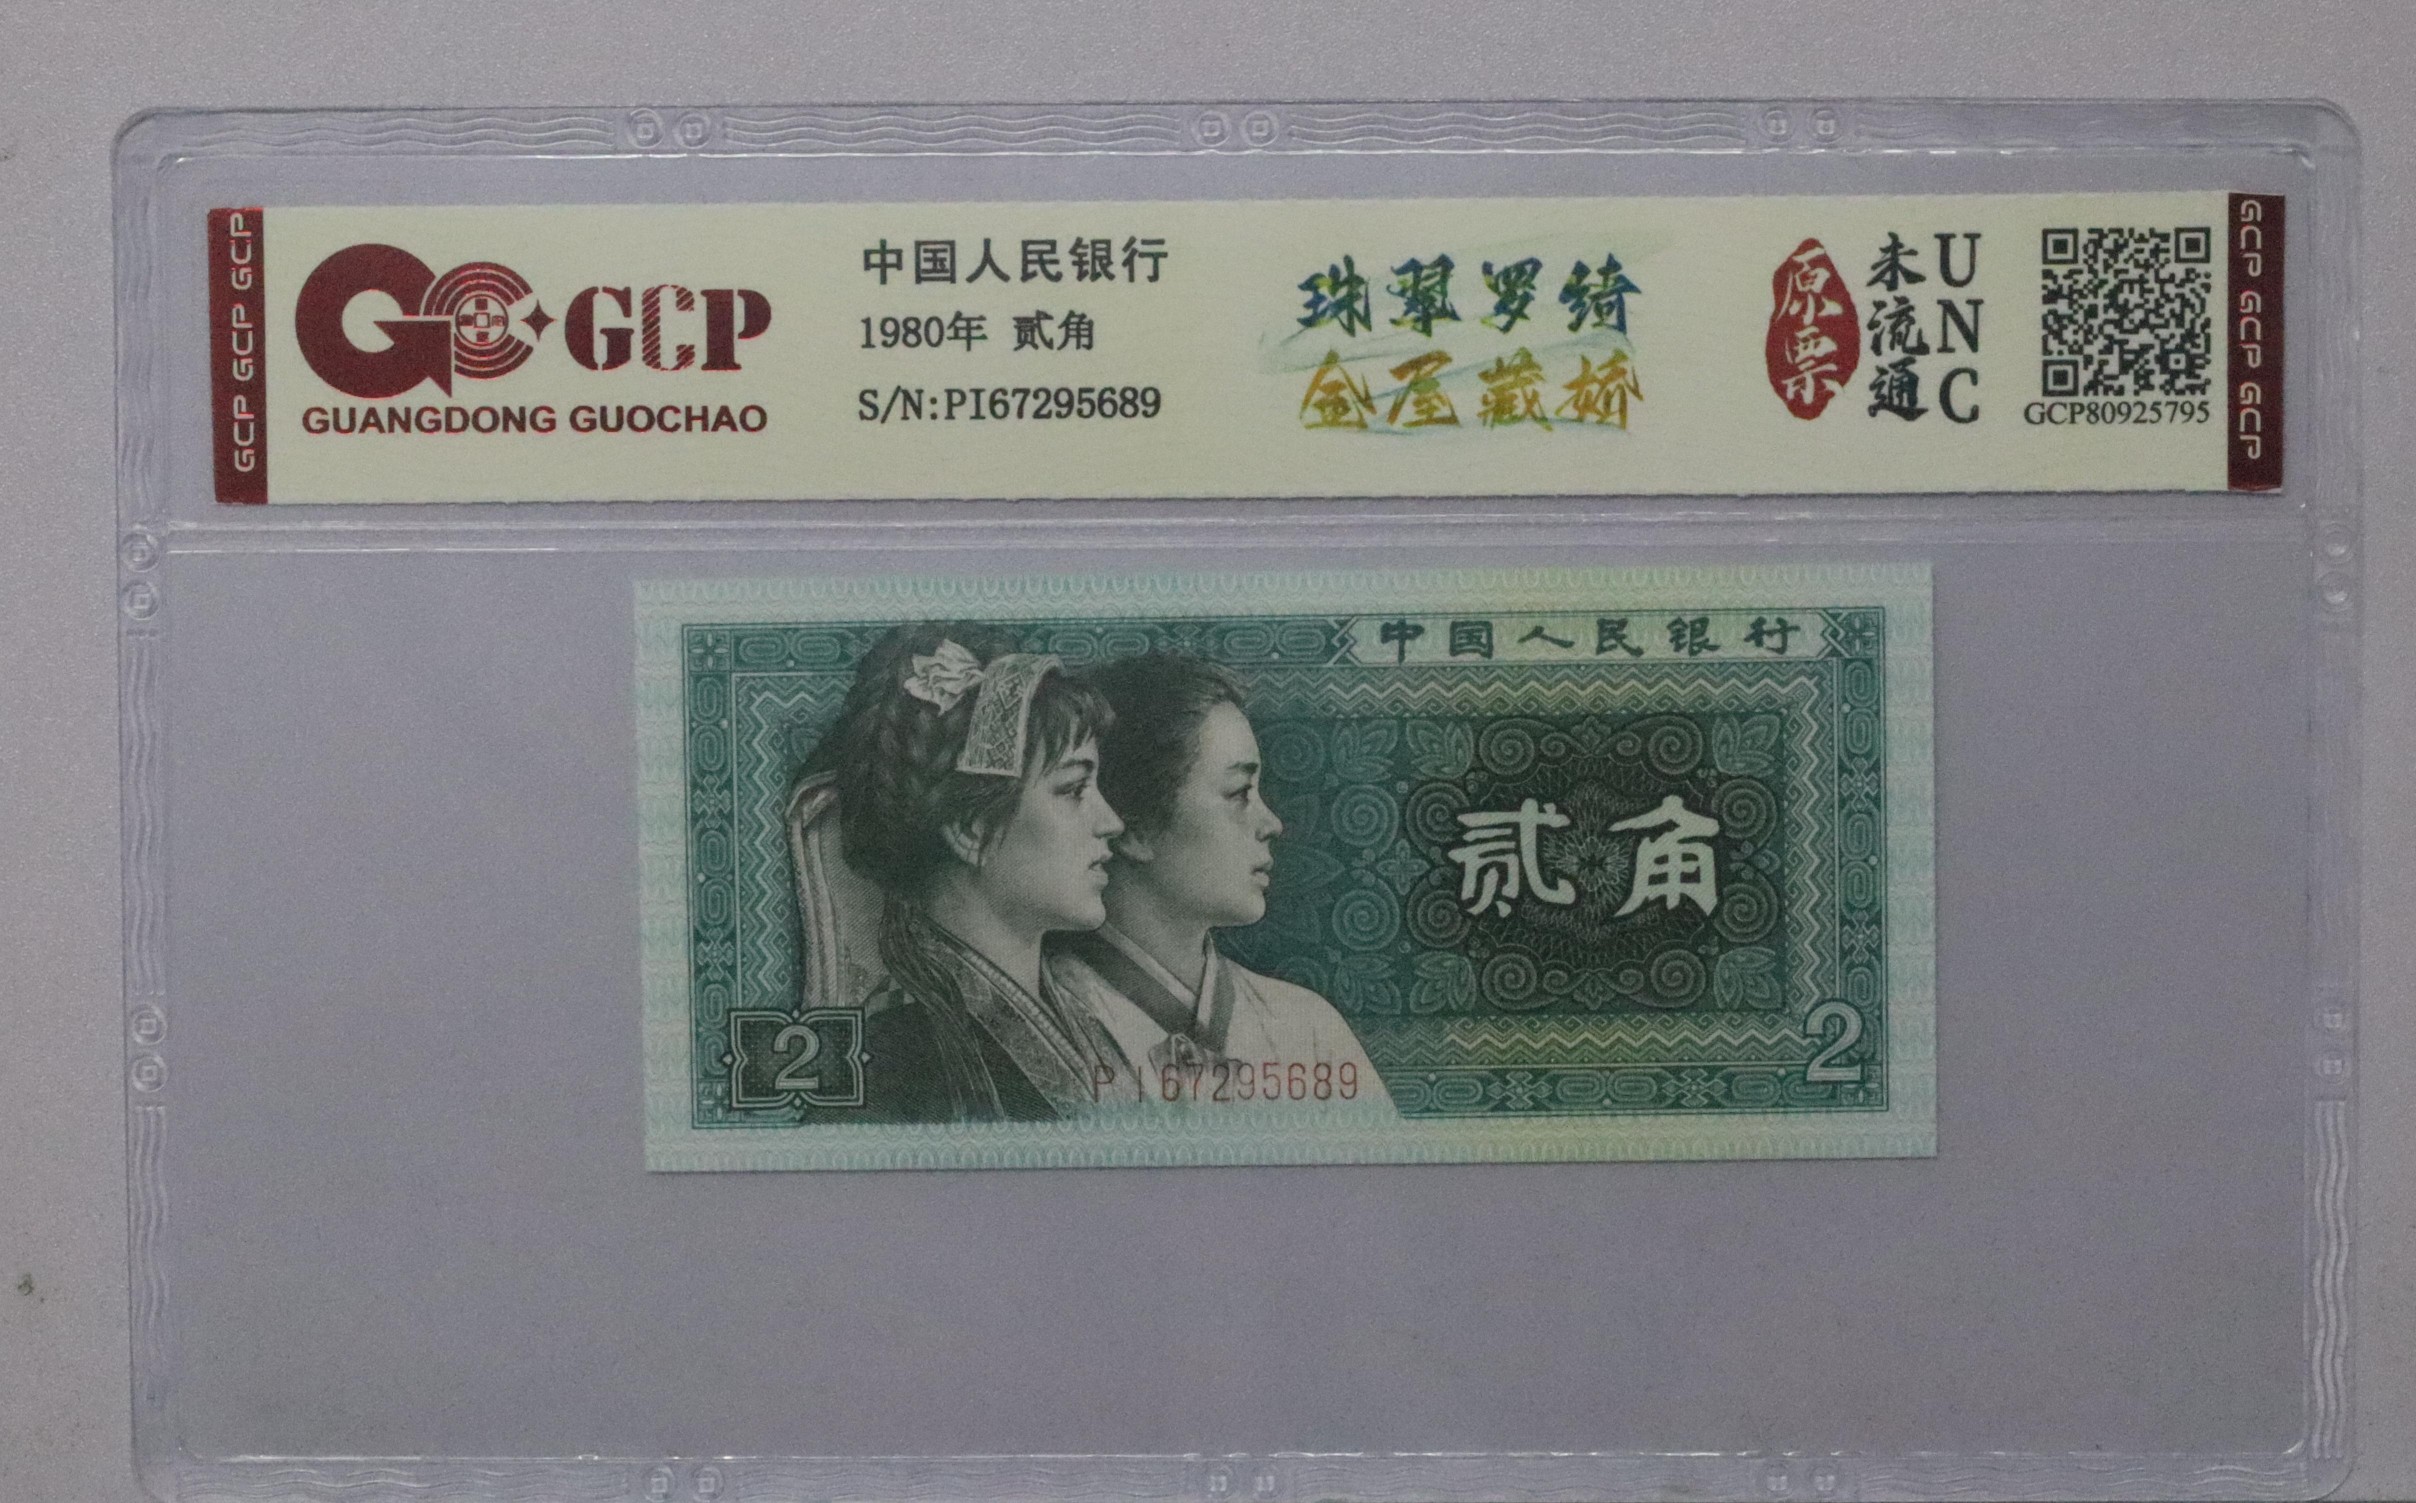 GCP GCP GCP
GCP
GUANGDONG GUOCHAO
中国人民银行
1980年 贰角
S/N:PI67295689
珠翠罗绮
金屋藏娇
原票
未流通
UNC
GCP80925795
GCP GCP GCP
中国人民银行
贰角
2
PI67295689
2